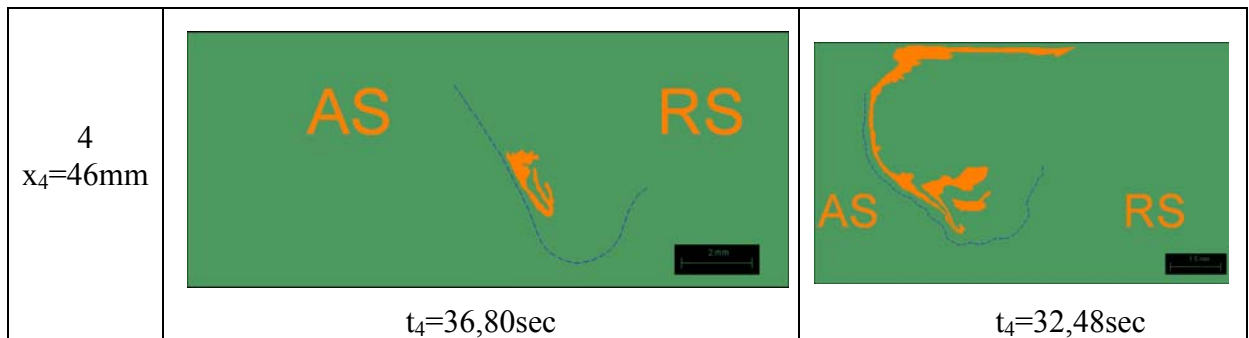 4
x₄=46mm
AS
RS
2 mm
t₄=36,80sec
AS
RS
t₄=32,48sec